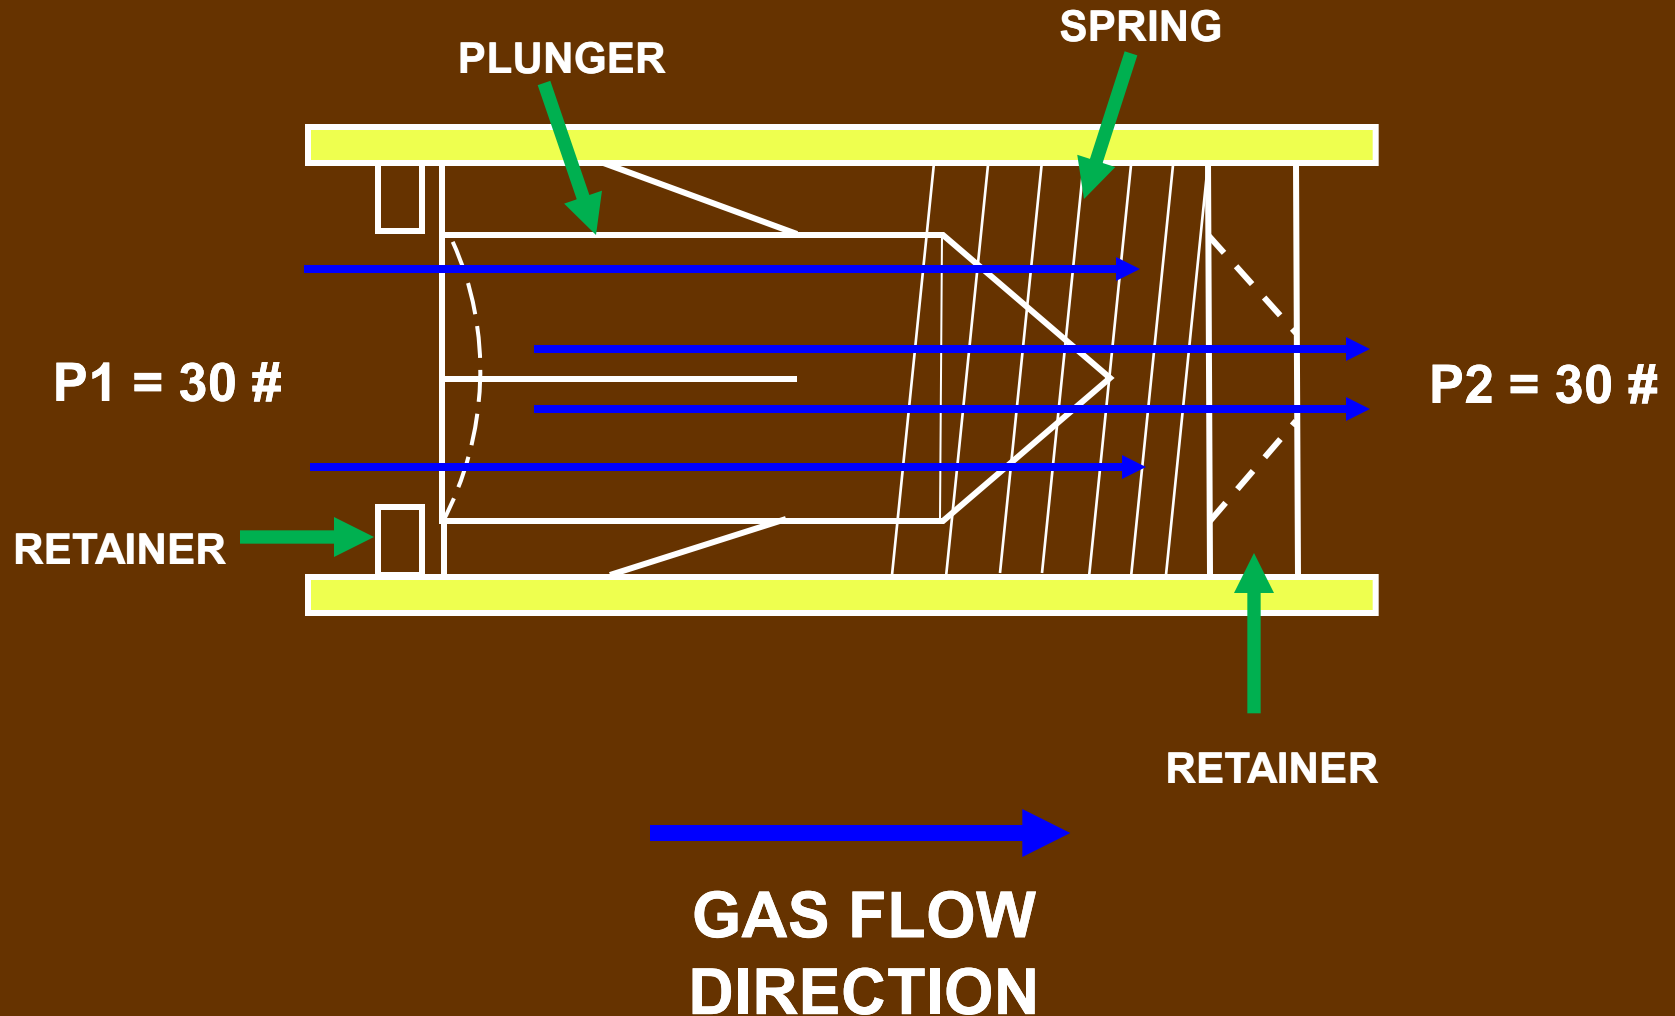 SPRING
PLUNGER
P1 = 30 #
P2 = 30 #
RETAINER
RETAINER
GAS FLOW
DIRECTION